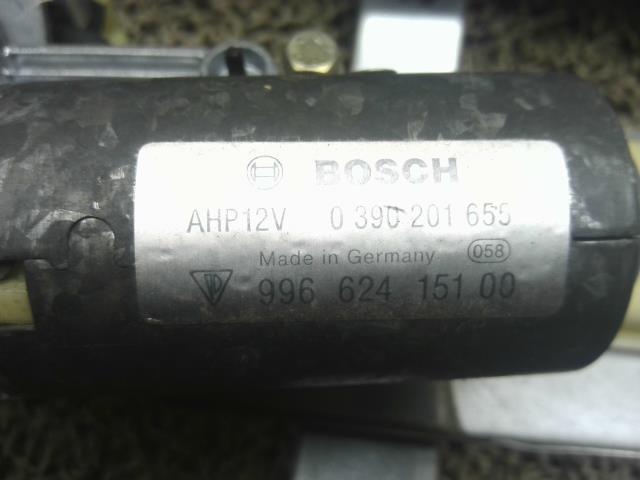 BOSCH
AHP12V 0 390 201 655
Made in Germany 058
996 624 151 00